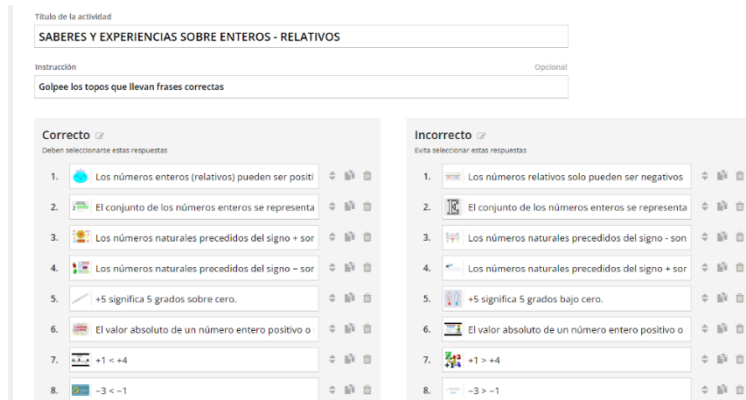 Título de la actividad
SABERES Y EXPERIENCIAS SOBRE ENTEROS - RELATIVOS
Instrucción
Opcional
Golpee los topos que llevan frases correctas
Correcto
Deben seleccionarse estas respuestas
1. Los números enteros (relativos) pueden ser positi
2. El conjunto de los números enteros se representa
3. Los números naturales precedidos del signo + sor
4. Los números naturales precedidos del signo – sor
5. +5 significa 5 grados sobre cero.
6. El valor absoluto de un número entero positivo o
7. +1 < +4
8. −3 < −1
Incorrecto
Evita seleccionar estas respuestas
1. Los números relativos solo pueden ser negativos
2. El conjunto de los números enteros se representa
3. Los números naturales precedidos del signo - son
4. Los números naturales precedidos del signo + sor
5. +5 significa 5 grados bajo cero.
6. El valor absoluto de un número entero positivo o
7. +1 > +4
8. −3 > −1